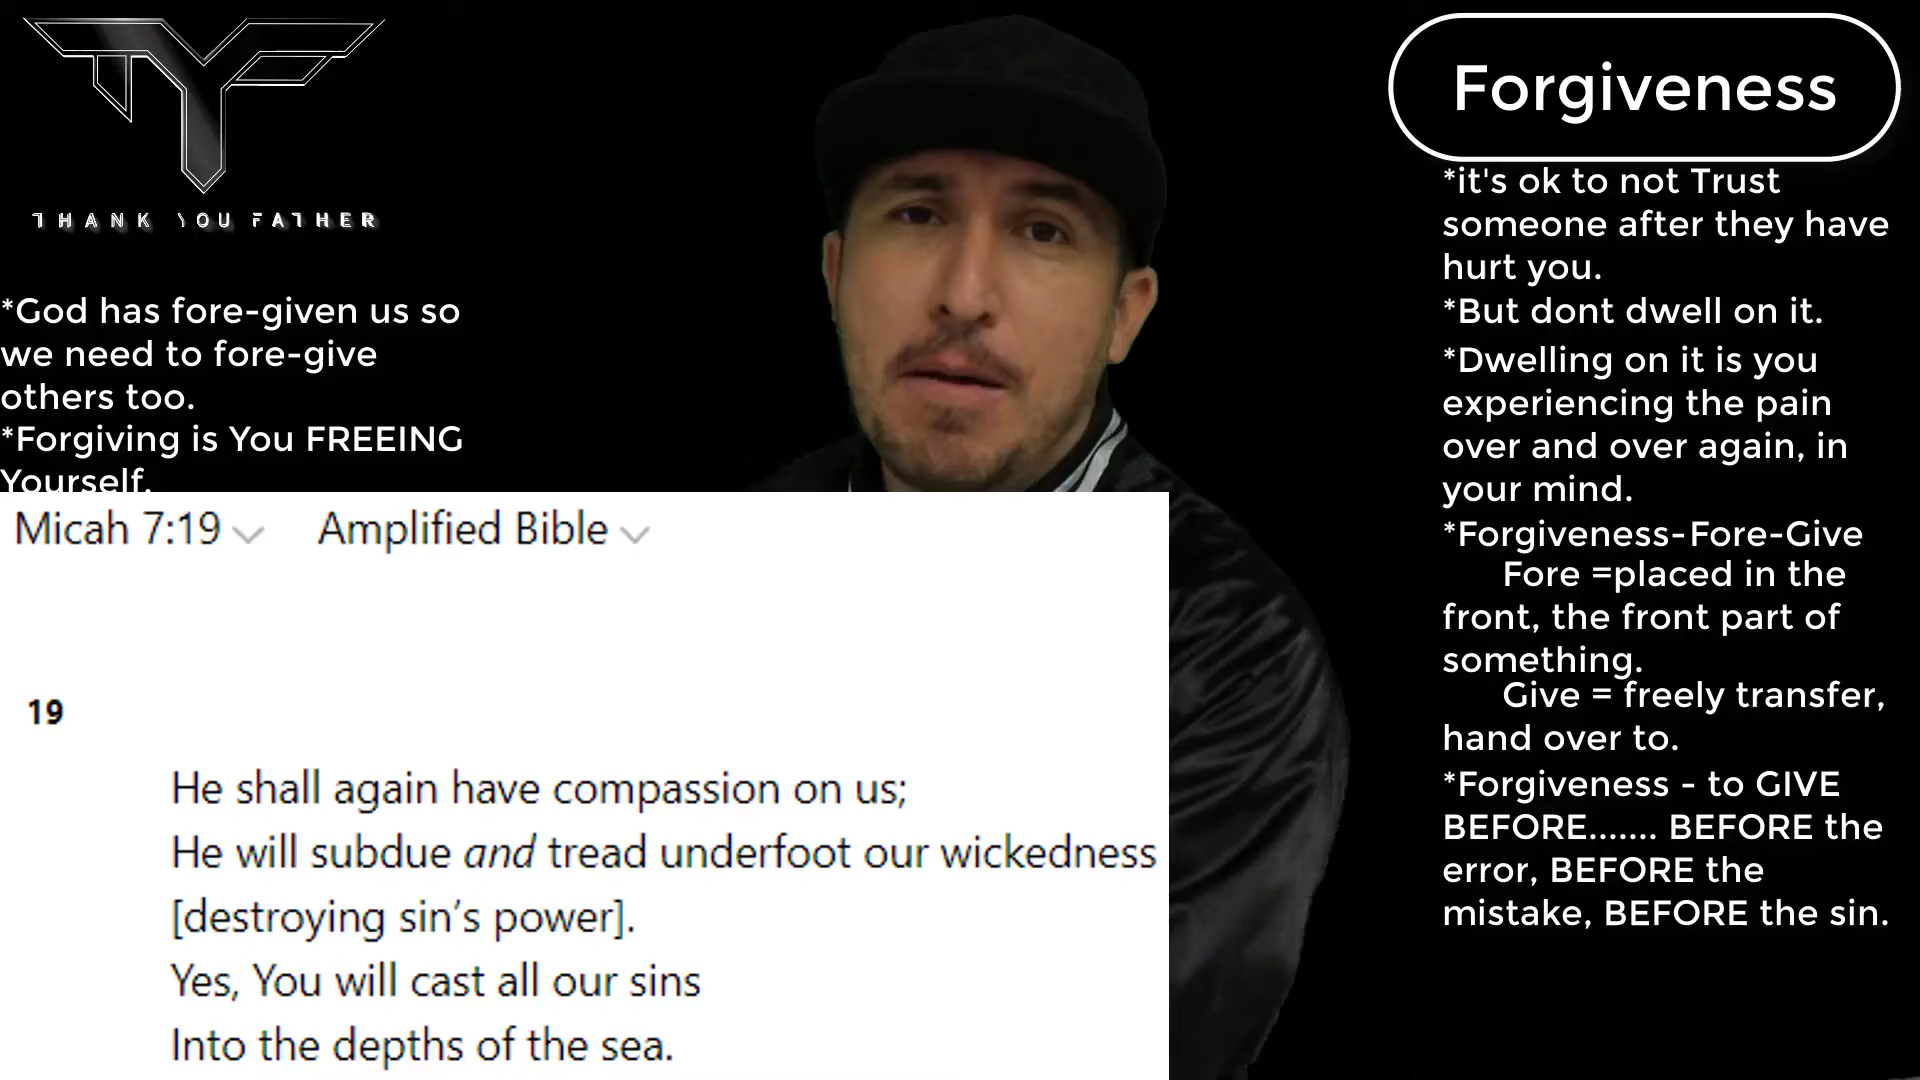 TYF
THANK YOU FATHER
*God has fore-given us so
we need to fore-give
others too.
*Forgiving is You FREEING
Yourself.
Micah 7:19 Amplified Bible
19
He shall again have compassion on us;
He will subdue and tread underfoot our wickedness
[destroying sin’s power].
Yes, You will cast all our sins
Into the depths of the sea.
Forgiveness
*it's ok to not Trust
someone after they have
hurt you.
*But dont dwell on it.
*Dwelling on it is you
experiencing the pain
over and over again, in
your mind.
*Forgiveness-Fore-Give
Fore =placed in the
front, the front part of
something.
Give = freely transfer,
hand over to.
*Forgiveness - to GIVE
BEFORE....... BEFORE the
error, BEFORE the
mistake, BEFORE the sin.